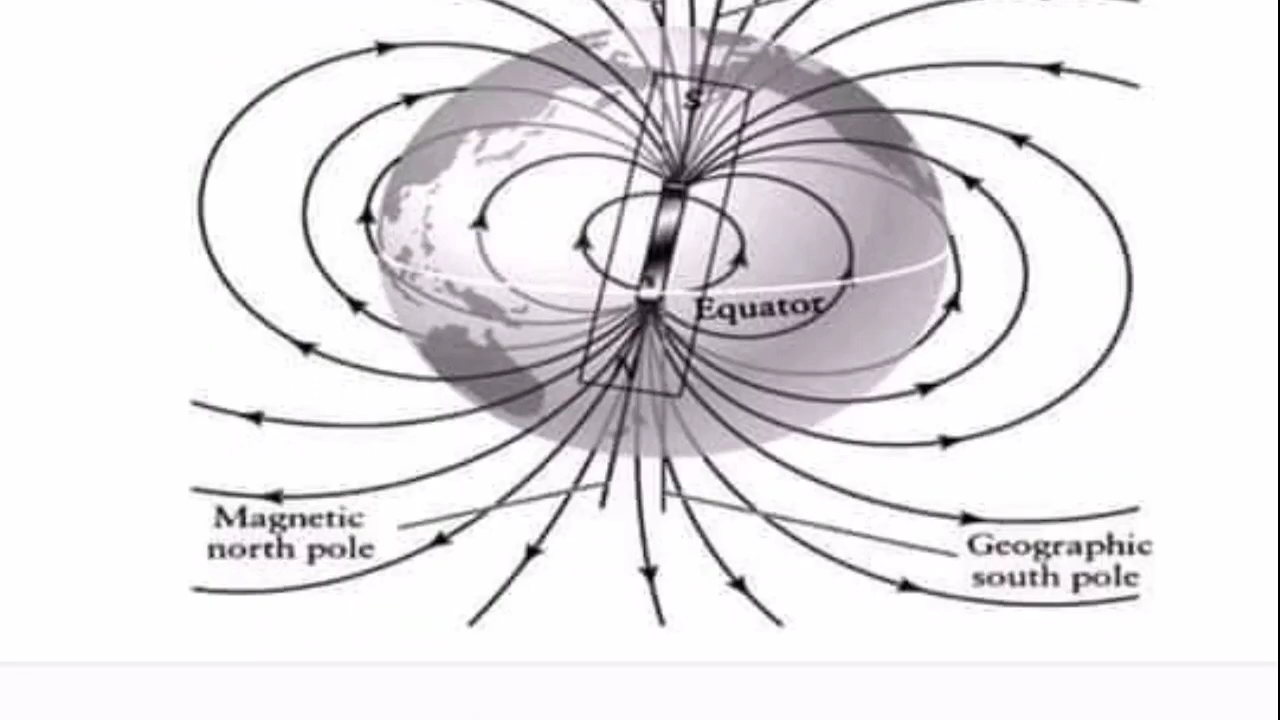 S
Equator
N
Magnetic
north pole
Geographic
south pole